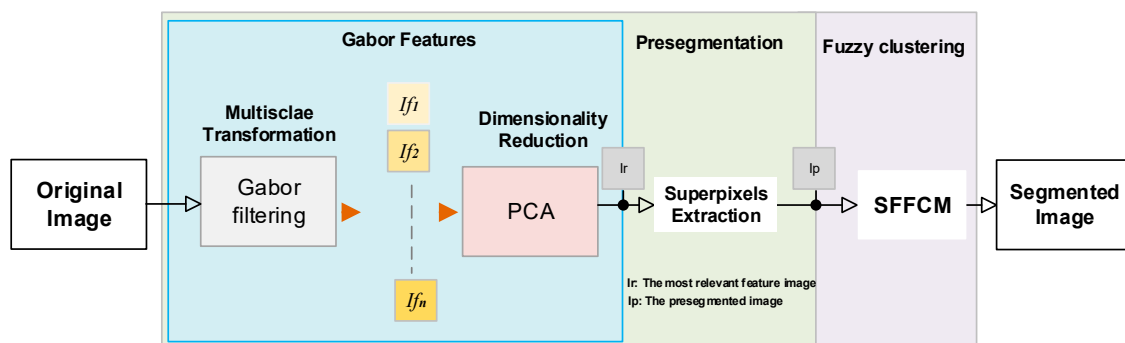 Gabor Features
Presegmentation
Fuzzy clustering
Original
Image
Multisclae
Transformation
Gabor
filtering
If1
If2
Ifn
Dimensionality
Reduction
PCA
Ir
Superpixels
Extraction
Ip
SFFCM
Segmented
Image
Ir: The most relevant feature image
Ip: The presegmented image